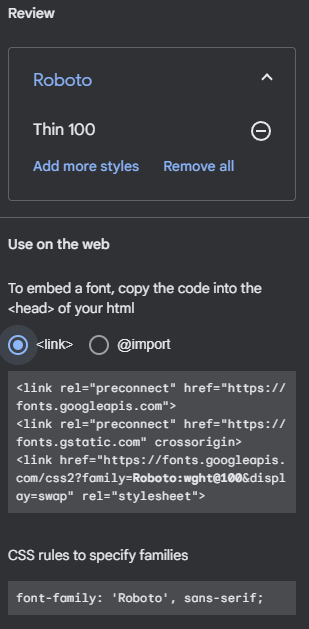 Review
Roboto
Thin 100
Add more styles Remove all
Use on the web
To embed a font, copy the code into the
<head> of your html
<link> @import
<link rel="preconnect" href="https://
fonts.googleapis.com">
<link rel="preconnect" href="https://
fonts.gstatic.com" crossorigin>
<link href="https://fonts.googleapis.
com/css2?family=Roboto:wght@100&displ
ay=swap" rel="stylesheet">
CSS rules to specify families
font-family: 'Roboto', sans-serif;